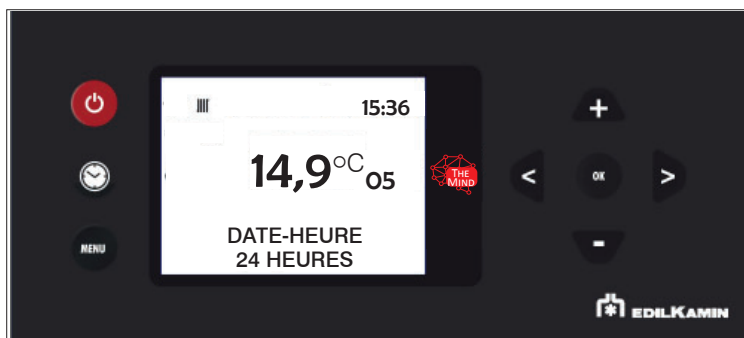 15:36
14,9°C 05
THE
MIND
DATE-HEURE
24 HEURES
MENU
+
< OK >
-
EDILKAMIN